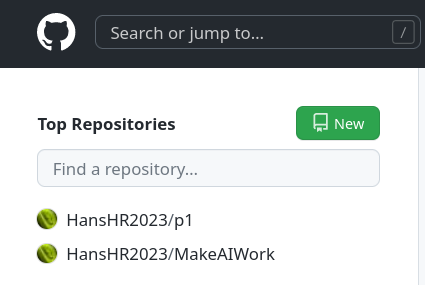 Search or jump to... /
Top Repositories
New
Find a repository...
HansHR2023/p1
HansHR2023/MakeAIWork